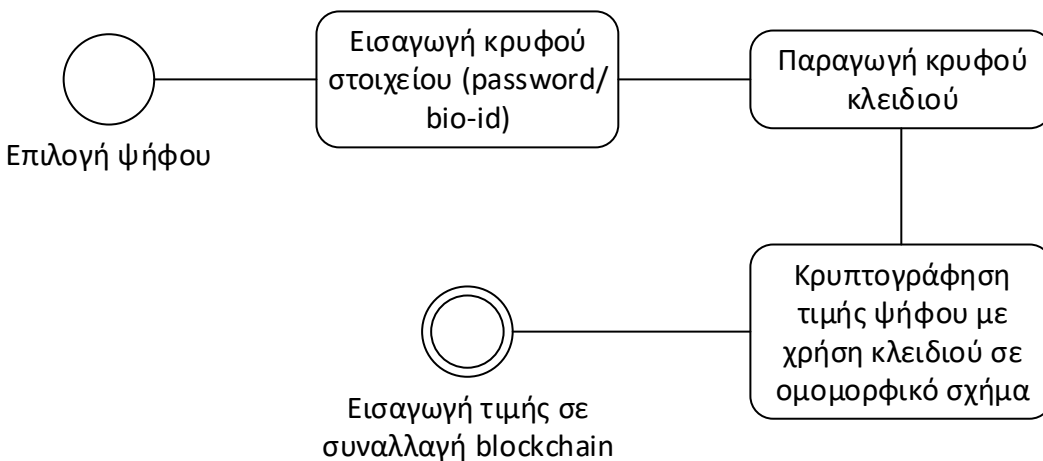 Επιλογή ψήφου
Εισαγωγή κρυφού
στοιχείου (password/
bio-id)
Παραγωγή κρυφού
κλειδιού
Κρυπτογράφηση
τιμής ψήφου με
χρήση κλειδιού σε
ομομορφικό σχήμα
Εισαγωγή τιμής σε
συναλλαγή blockchain